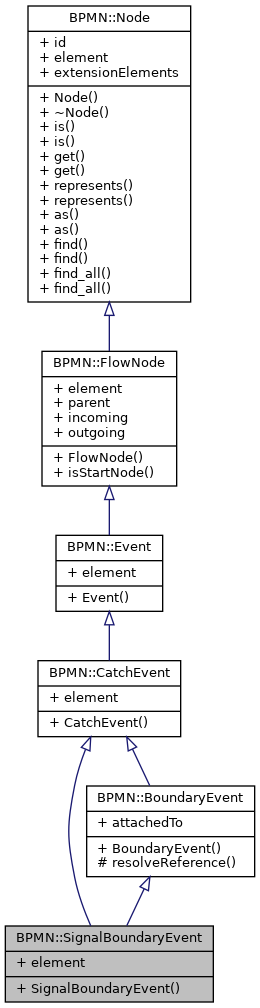 BPMN::Node
+ id
+ element
+ extensionElements
+ Node()
+ ~Node()
+ is()
+ is()
+ get()
+ get()
+ represents()
+ represents()
+ as()
+ as()
+ find()
+ find()
+ find_all()
+ find_all()
BPMN::FlowNode
+ element
+ parent
+ incoming
+ outgoing
+ FlowNode()
+ isStartNode()
BPMN::Event
+ element
+ Event()
BPMN::CatchEvent
+ element
+ CatchEvent()
BPMN::BoundaryEvent
+ attachedTo
+ BoundaryEvent()
# resolveReference()
BPMN::SignalBoundaryEvent
+ element
+ SignalBoundaryEvent()